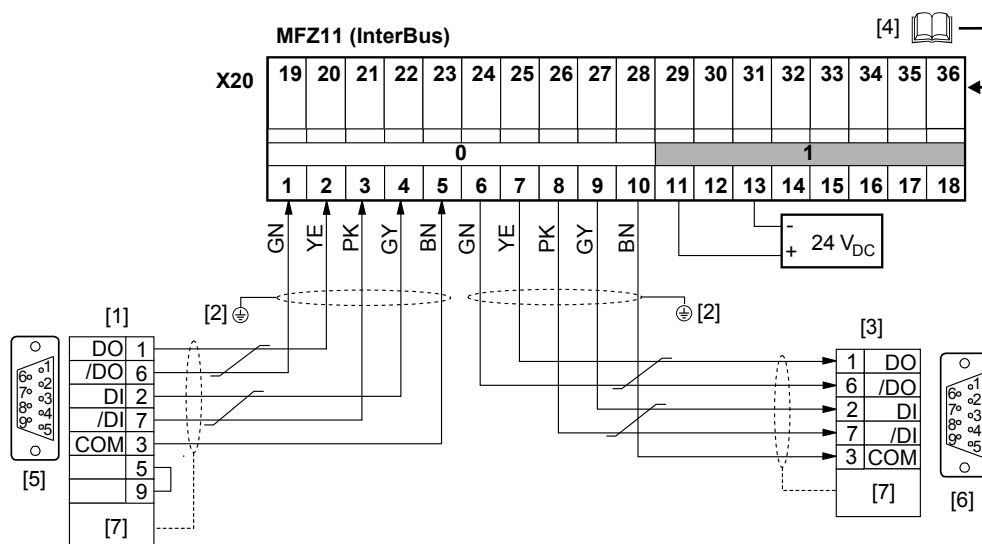 [4]
MFZ11 (InterBus)
X20
19 20 21 22 23 24 25 26 27 28 29 30 31 32 33 34 35 36
0 1
1 2 3 4 5 6 7 8 9 10 11 12 13 14 15 16 17 18
GN YE PK GY BN GN YE PK GY BN
-
+ 24 VDC
[2] [2]
[1]
DO 1
/DO 6
DI 2
/DI 7
COM 3
5
9
[7]
6 7 8 9
1 2 3 4 5
[5]
[3]
1 DO
6 /DO
2 DI
7 /DI
3 COM
[7]
6 7 8 9
1 2 3 4 5
[6]